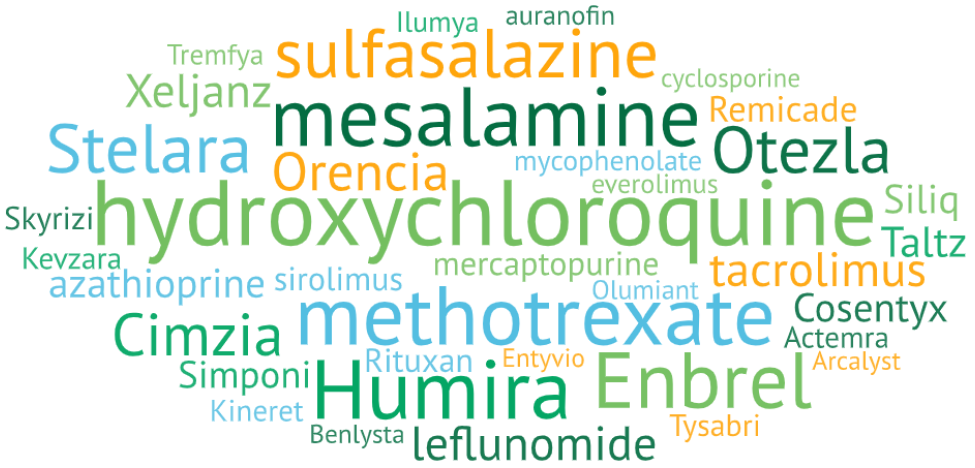 Ilumya
auranofin
Tremfya
sulfasalazine
cyclosporine
Xeljanz
mesalamine
Remicade
Stelara
Orencia
mycophenolate
Otezla
everolimus
Skyrizi
hydroxychloroquine
Siliq
Taltz
Kevzara
mercaptopurine
azathioprine
sirolimus
tacrolimus
Olumiant
Cosentyx
Cimzia
methotrexate
Actemra
Rituxan
Entyvio
Arcalyst
Simponi
Humira
Enbrel
Kineret
Tysabri
Benlysta
leflunomide